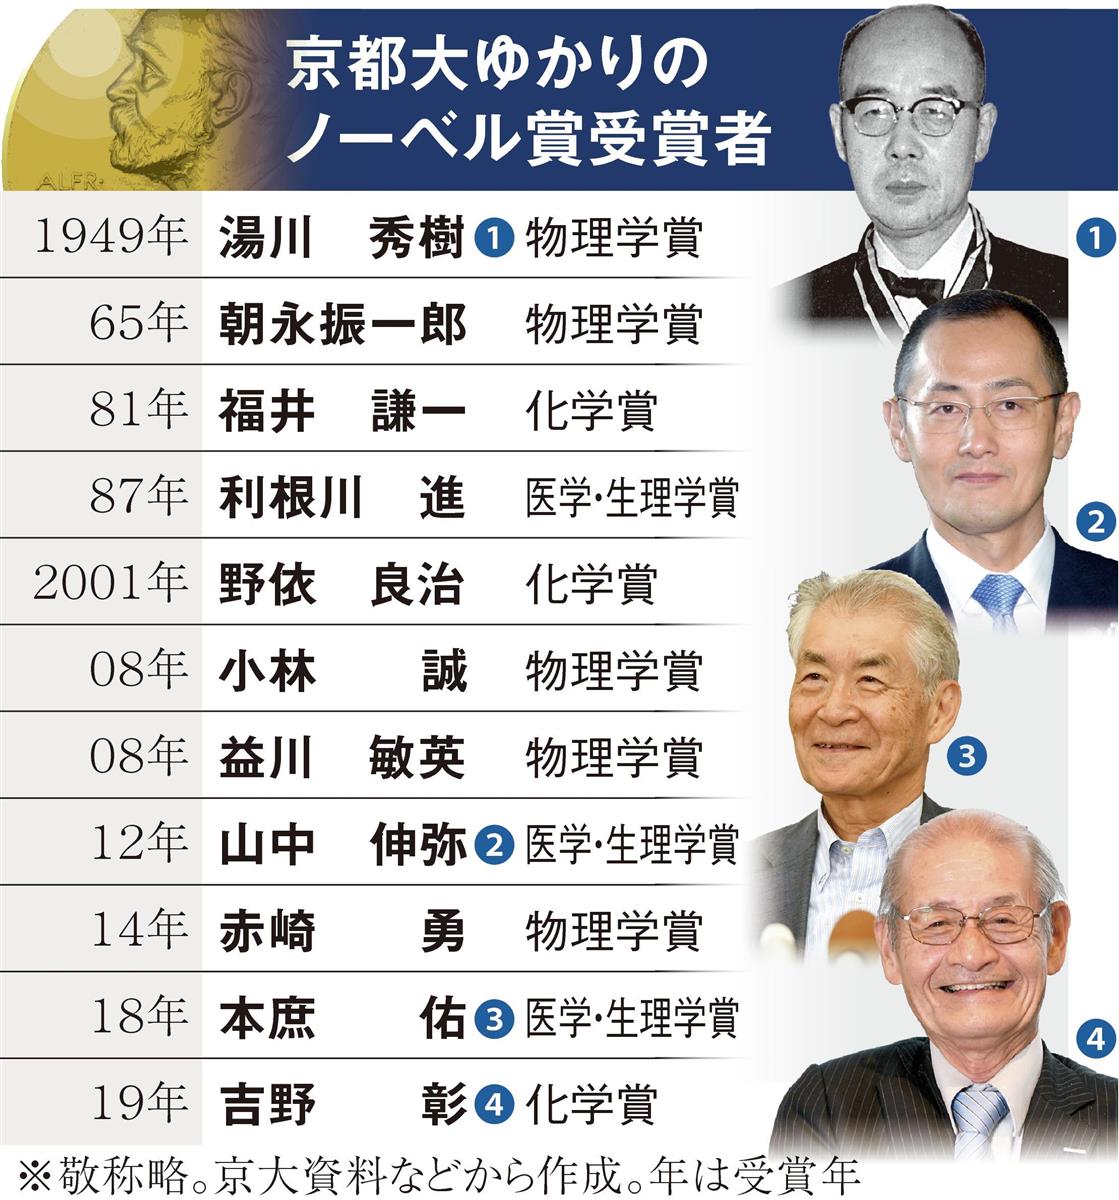 京都大ゆかりの
ノーベル賞受賞者
ALFR.
1949年 湯川 秀樹 1 物理学賞
65年 朝永振一郎 物理学賞
81年 福井 謙一 化学賞
87年 利根川 進 医学・生理学賞
2001年 野依 良治 化学賞
08年 小林 誠 物理学賞
08年 益川 敏英 物理学賞
12年 山中 伸弥 2 医学・生理学賞
14年 赤崎 勇 物理学賞
18年 本庶 佑 3 医学・生理学賞
19年 吉野 彰 4 化学賞
1
2
3
4
※敬称略。京大資料などから作成。年は受賞年